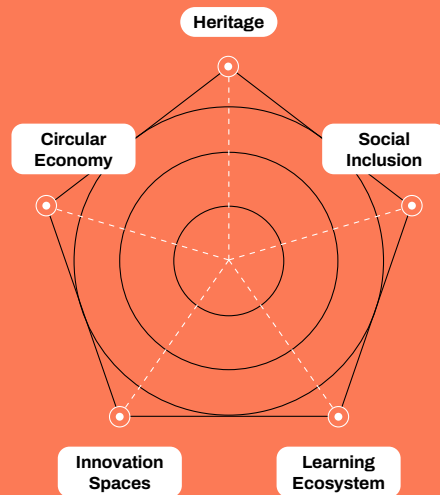 Heritage
Circular
Economy
Social
Inclusion
Innovation
Spaces
Learning
Ecosystem